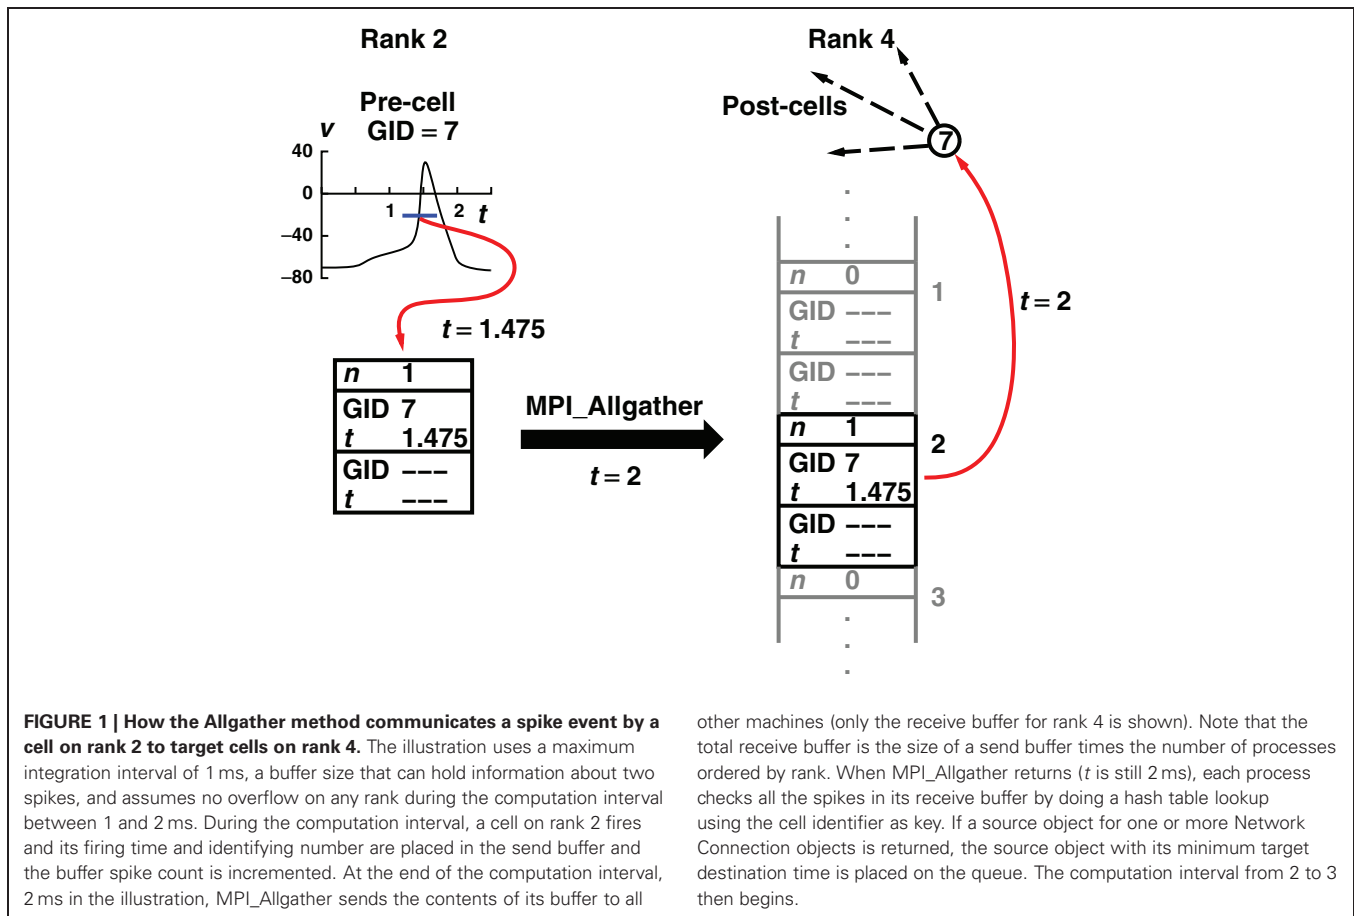 Rank 2
Pre-cell
GID = 7
v
40
0
−40
−80
1
2
t
t = 1.475
n 1
GID 7
t 1.475
GID −−−
t −−−
MPI_Allgather
t = 2
Rank 4
Post-cells
7
n 0
1
GID −−−
t −−−
GID −−−
t −−−
n 1
2
GID 7
t 1.475
GID −−−
t −−−
n 0
3
t = 2
FIGURE 1 | How the Allgather method communicates a spike event by a
cell on rank 2 to target cells on rank 4. The illustration uses a maximum
integration interval of 1 ms, a buffer size that can hold information about two
spikes, and assumes no overflow on any rank during the computation interval
between 1 and 2 ms. During the computation interval, a cell on rank 2 fires
and its firing time and identifying number are placed in the send buffer and
the buffer spike count is incremented. At the end of the computation interval,
2 ms in the illustration, MPI_Allgather sends the contents of its buffer to all
other machines (only the receive buffer for rank 4 is shown). Note that the
total receive buffer is the size of a send buffer times the number of processes
ordered by rank. When MPI_Allgather returns (t is still 2 ms), each process
checks all the spikes in its receive buffer by doing a hash table lookup
using the cell identifier as key. If a source object for one or more Network
Connection objects is returned, the source object with its minimum target
destination time is placed on the queue. The computation interval from 2 to 3
then begins.